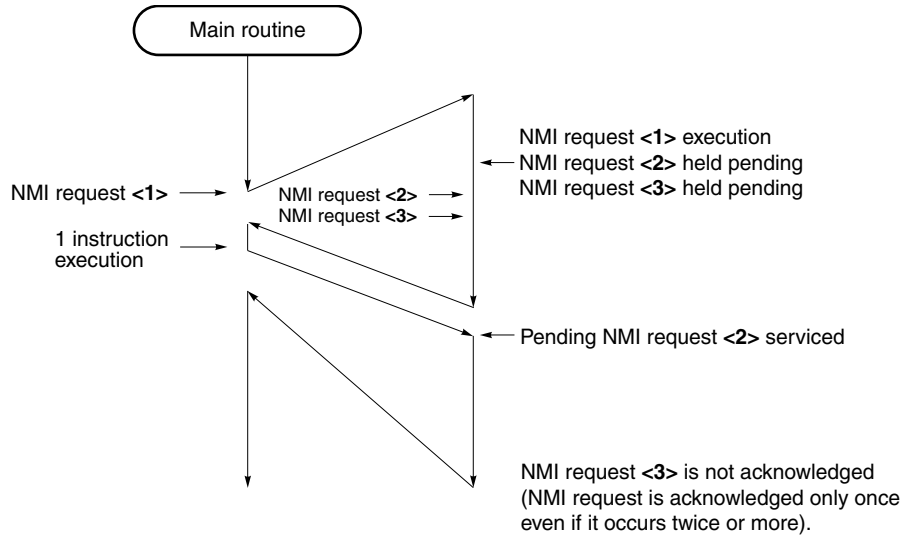 Main routine
NMI request <1> execution
NMI request <2> held pending
NMI request <3> held pending
NMI request <1>
NMI request <2>
NMI request <3>
1 instruction
execution
Pending NMI request <2> serviced
NMI request <3> is not acknowledged
(NMI request is acknowledged only once
even if it occurs twice or more).